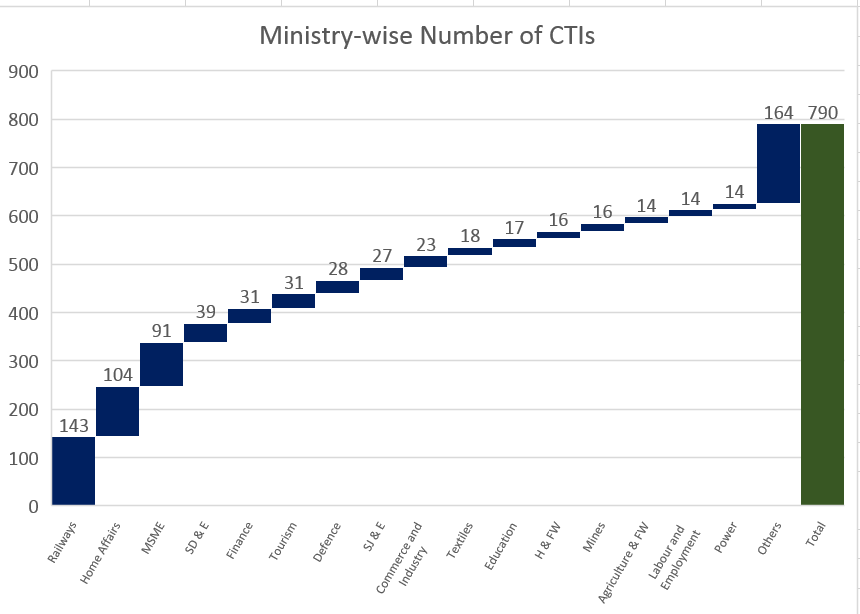 Ministry-wise Number of CTIs
900
800
700
600
500
400
300
200
100
0
143
104
91
39
31
31
28
27
23
18
17
16
16
14
14
14
164
790
Railways
Home Affairs
MSME
SD & E
Finance
Tourism
Defence
SJ & E
Commerce and
Industry
Textiles
Education
H & FW
Mines
Agriculture & FW
Labour and
Employment
Power
Others
Total